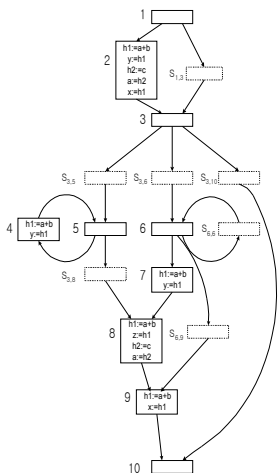 1
2
h1:=a+b
y:=h1
h2:=c
a:=h2
x:=h1
S1,3
3
S3,5
S3,6
S3,10
4
h1:=a+b
y:=h1
5
6
S6,6
S3,8
7
h1:=a+b
y:=h1
8
h1:=a+b
z:=h1
h2:=c
a:=h2
S6,9
9
h1:=a+b
x:=h1
10